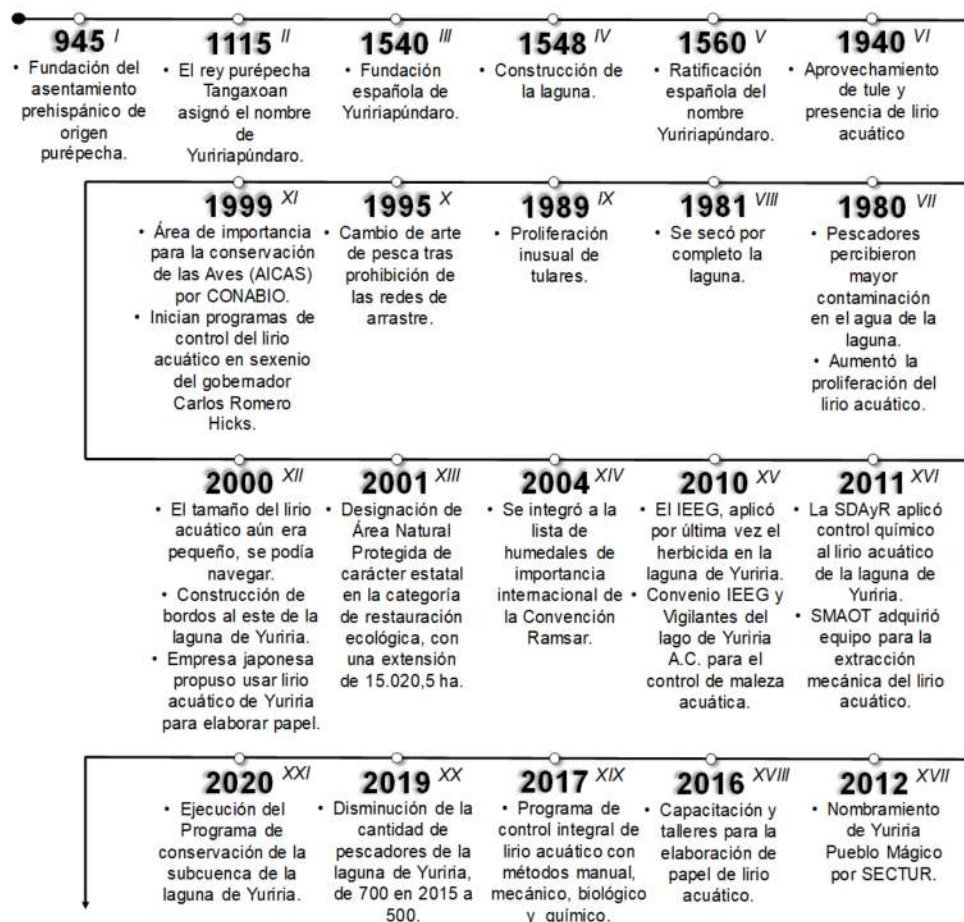 945 I
• Fundación del
asentamiento
prehispánico de
origen
purépecha.
1115 II
• El rey purépecha
Tangaxoan
asignó el nombre
de
Yuririapúndaro.
1540 III
• Fundación
española de
Yuririapúndaro.
1548 IV
• Construcción de
la laguna.
1560 V
• Ratificación
española del
nombre
Yuririapúndaro.
1940 VI
• Aprovechamiento
de tule y
presencia de lirio
acuático
1999 XI
• Área de importancia
para la conservación
de las Aves (AICAS)
por CONABIO.
• Inician programas de
control del lirio
acuático en sexenio
del gobernador
Carlos Romero
Hicks.
1995 X
• Cambio de arte
de pesca tras
prohibición de
las redes de
arrastre.
1989 IX
• Proliferación
inusual de
tulares.
1981 VIII
• Se secó por
completo la
laguna.
1980 VII
• Pescadores
percibieron
mayor
contaminación
en el agua de la
laguna.
• Aumentó la
proliferación del
lirio acuático.
2000 XII
• El tamaño del lirio
acuático aún era
pequeño, se podía
navegar.
• Construcción de
bordos al este de la
laguna de Yuriria.
• Empresa japonesa
propuso usar lirio
acuático de Yuriria
para elaborar papel.
2001 XIII
• Designación de
Área Natural
Protegida de
carácter estatal
en la categoría
de restauración
ecológica, con
una extensión
de 15.020,5 ha.
2004 XIV
• Se integró a la
lista de
humedales de
importancia
internacional de
la Convención
Ramsar.
2010 XV
• El IEEG, aplicó
por última vez el
herbicida en la
laguna de Yuriria.
• Convenio IEEG y
Vigilantes del
lago de Yuriria
A.C. para el
control de maleza
acuática.
2011 XVI
• La SDAyR aplicó
control químico
al lirio acuático
de la laguna de
Yuriria.
• SMAOT adquirió
equipo para la
extracción
mecánica del lirio
acuático.
2020 XXI
• Ejecución del
Programa de
conservación de la
subcuenca de la
laguna de Yuriria.
2019 XX
• Disminución de la
cantidad de
pescadores de la
laguna de Yuriria,
de 700 en 2015 a
500.
2017 XIX
• Programa de
control integral de
lirio acuático con
métodos manual,
mecánico, biológico
y químico.
2016 XVIII
• Capacitación y
talleres para la
elaboración de
papel de lirio
acuático.
2012 XVII
• Nombramiento
de Yuriria
Pueblo Mágico
por SECTUR.